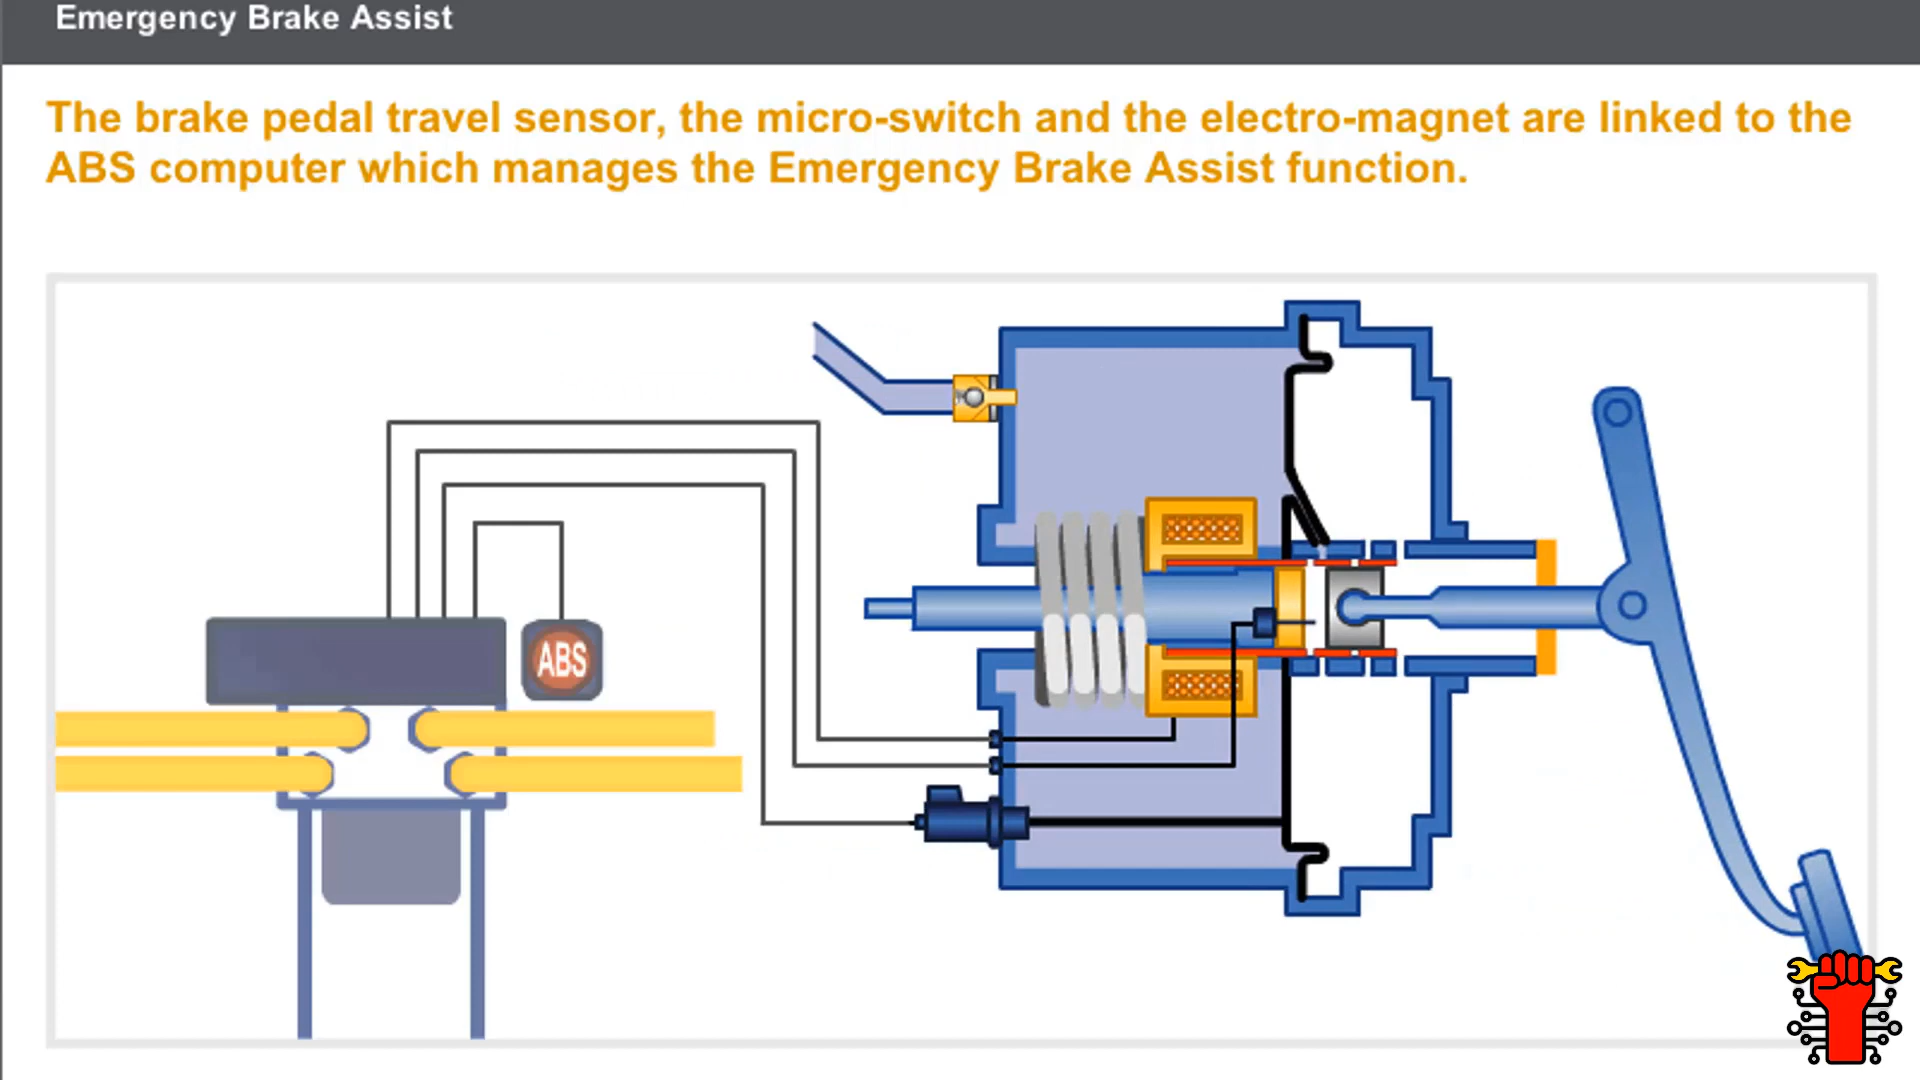 Emergency Brake Assist
The brake pedal travel sensor, the micro-switch and the electro-magnet are linked to the
ABS computer which manages the Emergency Brake Assist function.
ABS